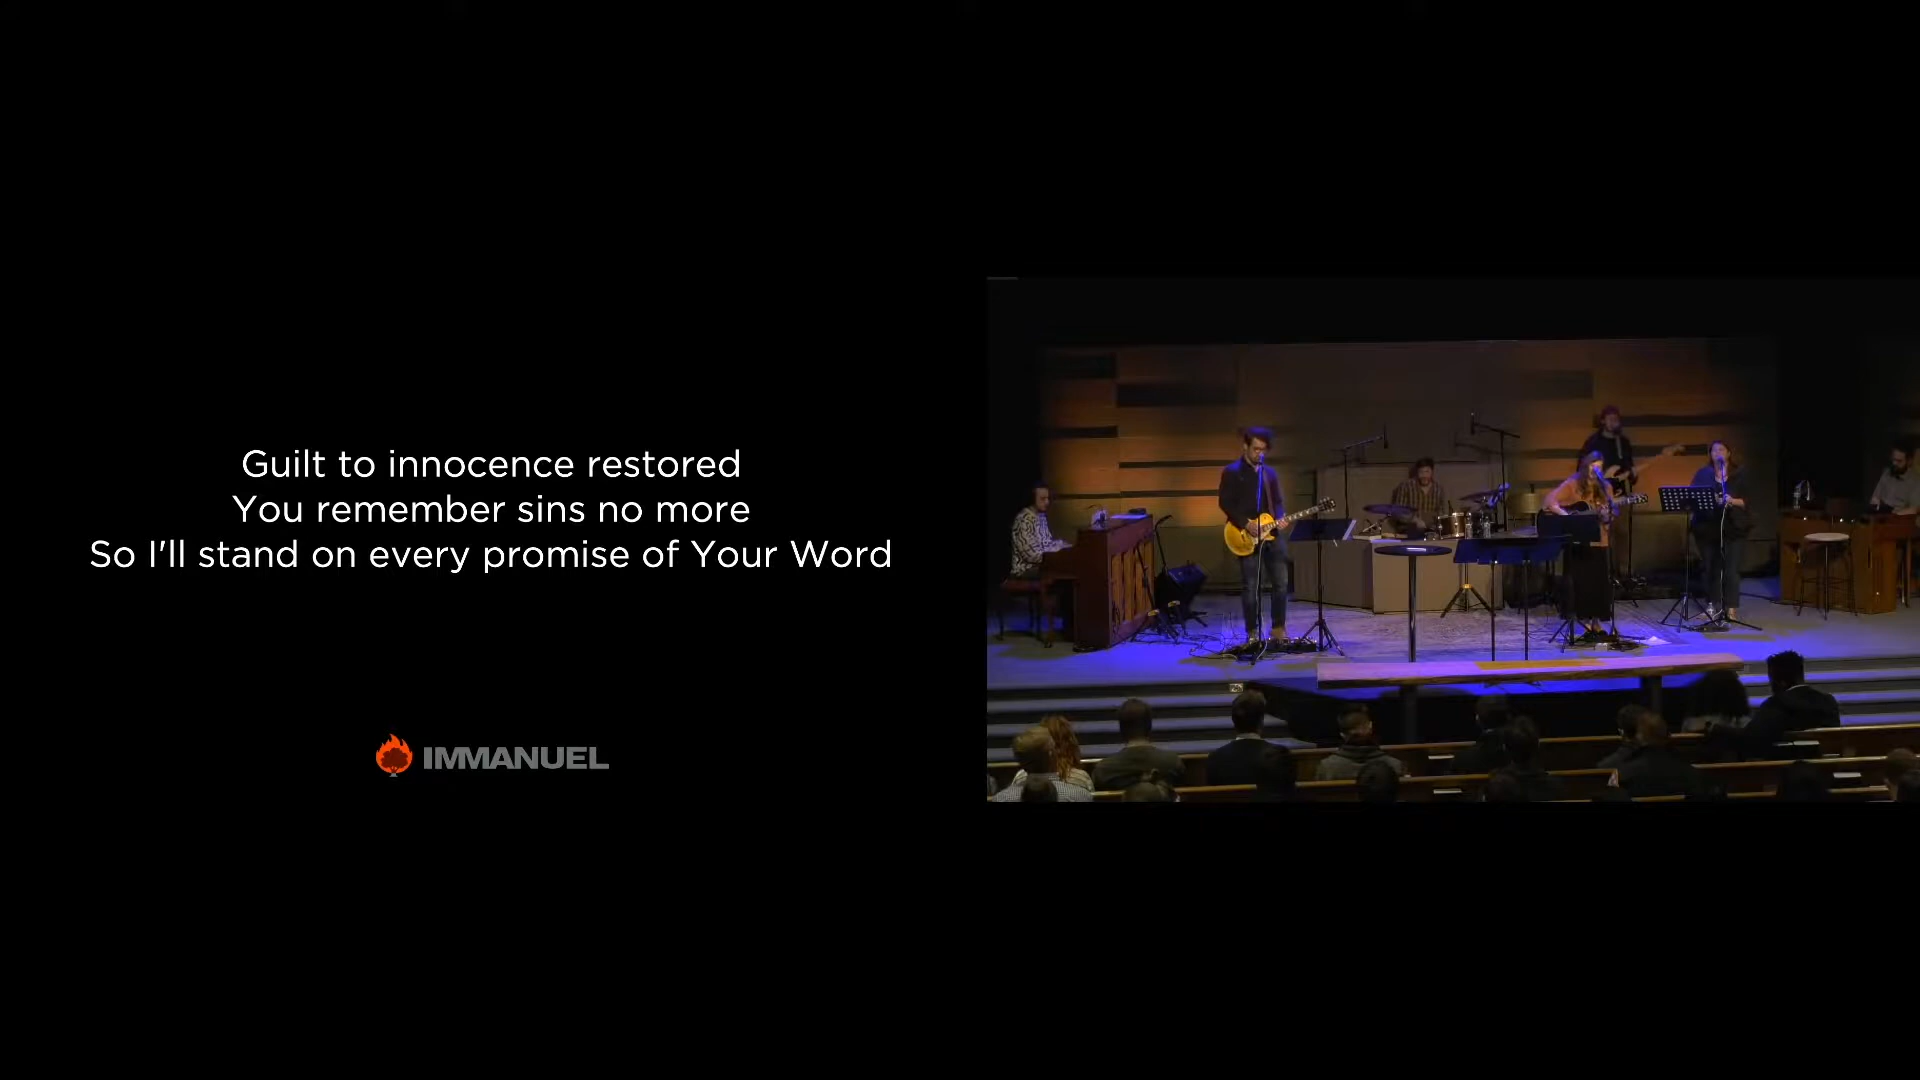 Guilt to innocence restored
You remember sins no more
So I'll stand on every promise of Your Word
IMMANUEL